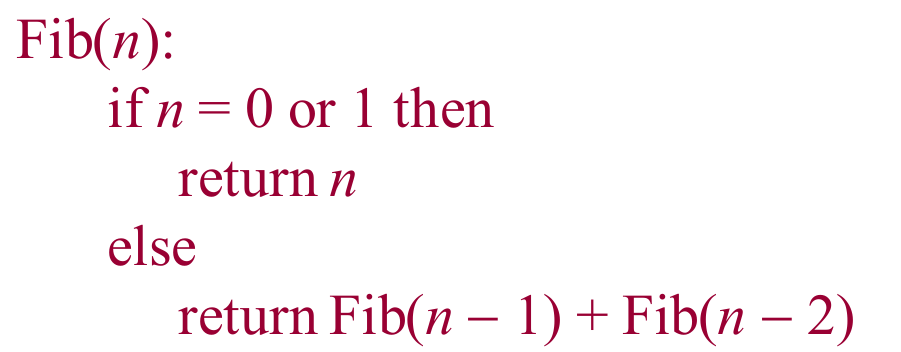 Fib(n):
if n = 0 or 1 then
return n
else
return Fib(n – 1) + Fib(n – 2)